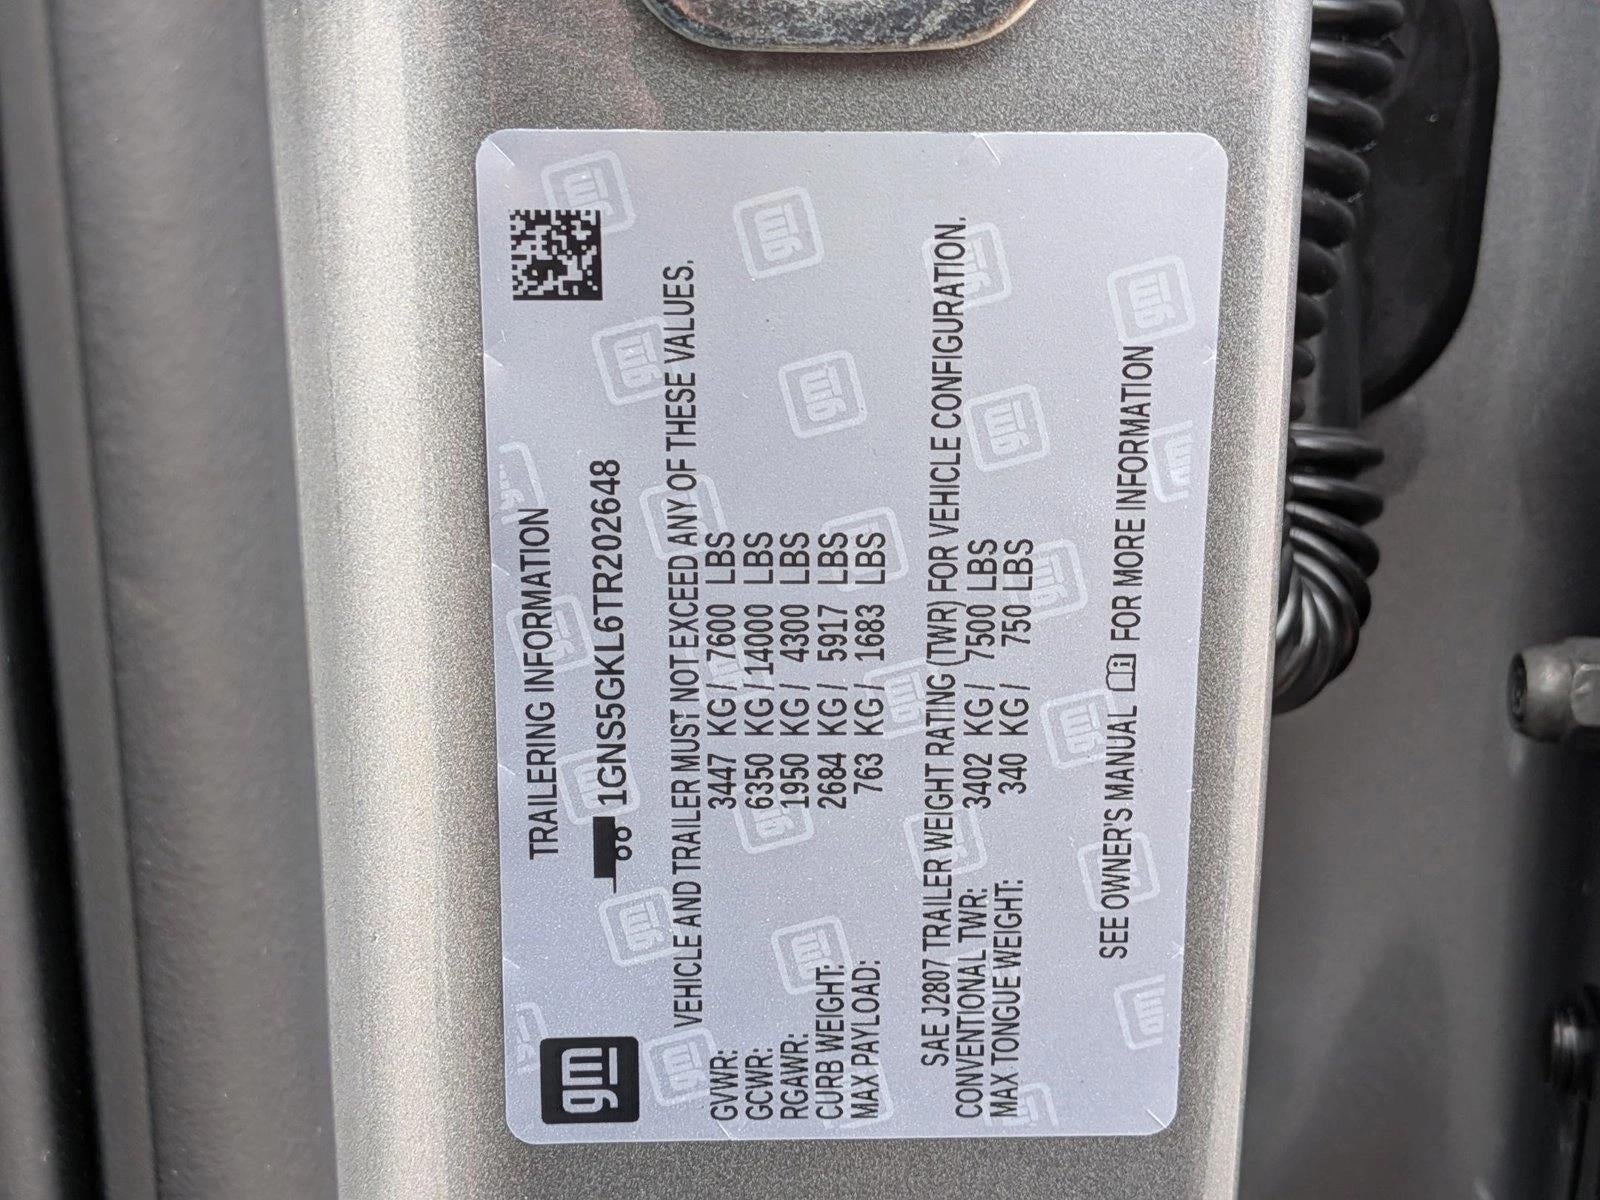 gm
TRAILERING INFORMATION
1GNS5GKL6TR202648
VEHICLE AND TRAILER MUST NOT EXCEED ANY OF THESE VALUES.
GVWR: 3447 KG / 7600 LBS
GCWR: 6350 KG / 14000 LBS
RGAWR: 1950 KG / 4300 LBS
CURB WEIGHT: 2684 KG / 5917 LBS
MAX PAYLOAD: 763 KG / 1683 LBS
SAE J2807 TRAILER WEIGHT RATING (TWR) FOR VEHICLE CONFIGURATION.
CONVENTIONAL TWR: 3402 KG / 7500 LBS
MAX TONGUE WEIGHT: 340 KG / 750 LBS
SEE OWNER'S MANUAL FOR MORE INFORMATION